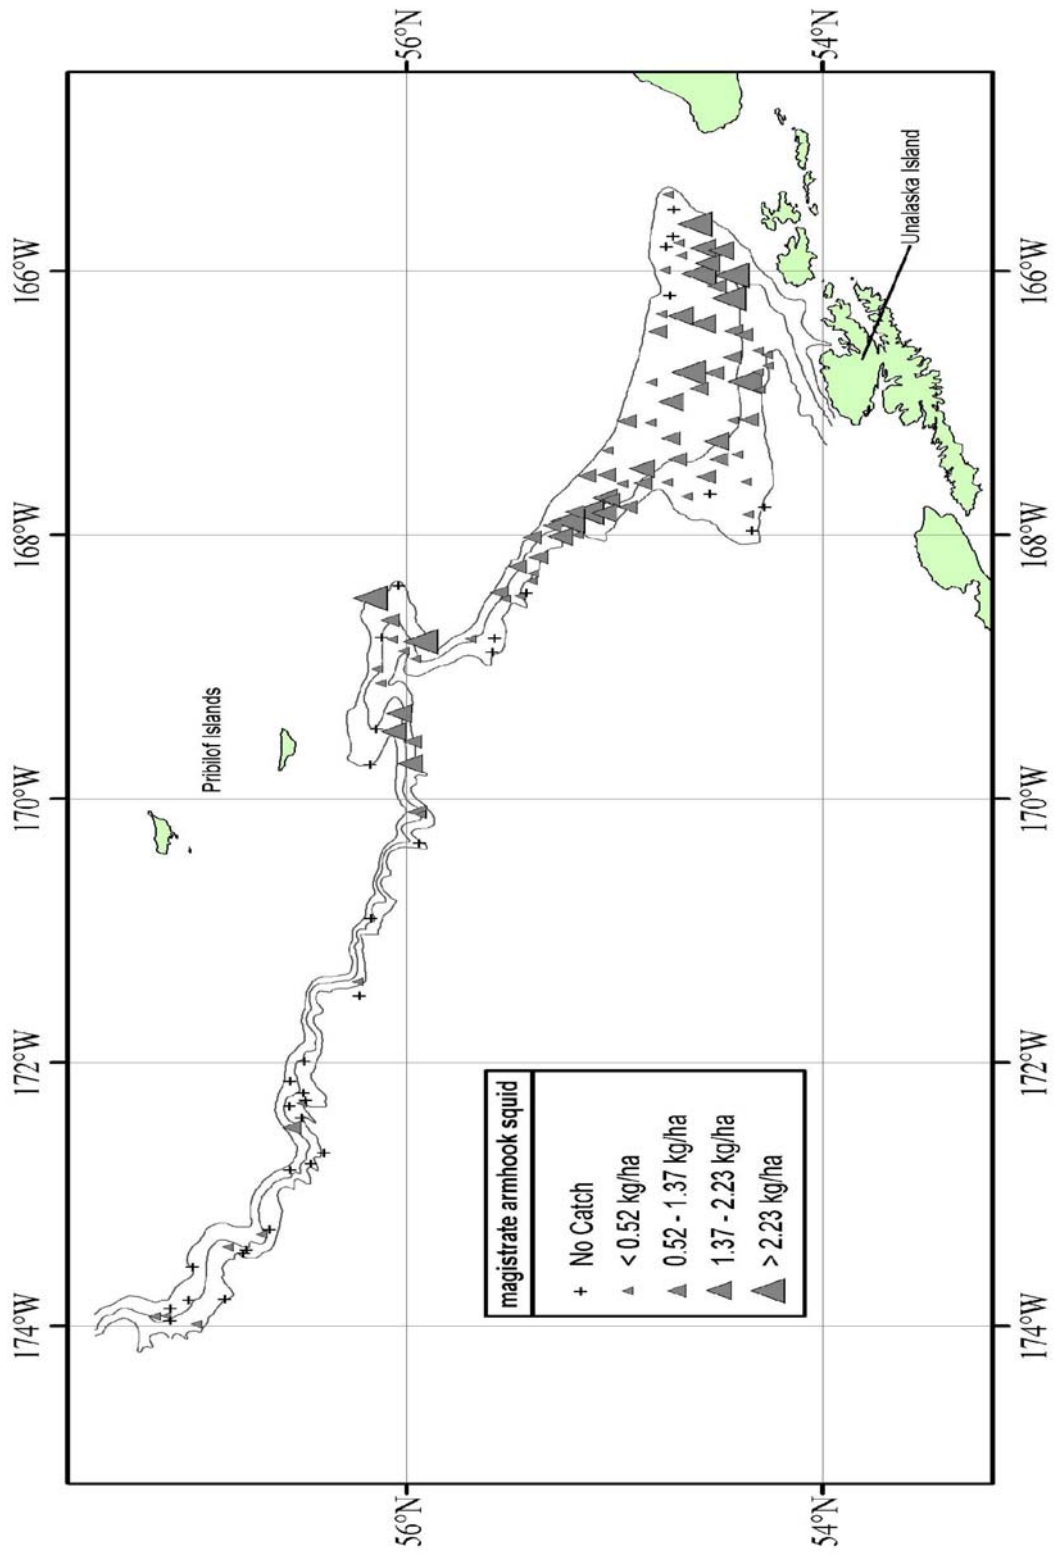 174°W 172°W 170°W 168°W 166°W
Pribilof Islands
56°N 56°N
magistrate armhook squid
No Catch
< 0.52 kg/ha
0.52 - 1.37 kg/ha
1.37 - 2.23 kg/ha
> 2.23 kg/ha
54°N 54°N
Unalaska Island
174°W 172°W 170°W 168°W 166°W